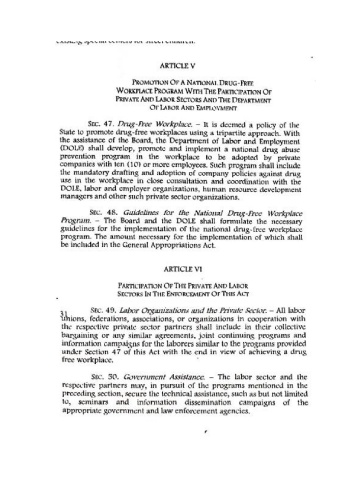 ARTICLE V
PROMOTION OF A NATIONAL DRUG-FREE
WORKPLACE PROGRAM WITH THE PARTICIPATION OF
PRIVATE AND LABOR SECTORS AND THE DEPARTMENT
OF LABOR AND EMPLOYMENT
SEC. 47. Drug-Free Workplace. – It is deemed a policy of the
State to promote drug-free workplaces using a tripartite approach. With
the assistance of the Board, the Department of Labor and Employment
(DOLE) shall develop, promote and implement a national drug abuse
prevention program in the workplace to be adopted by private
companies with ten (10) or more employees. Such program shall include
the mandatory drafting and adoption of company policies against drug
use in the workplace in close consultation and coordination with the
DOLE, labor and employer organizations, human resource development
managers and other such private sector organizations.
SEC. 48. Guidelines for the National Drug-Free Workplace
Program. – The Board and the DOLE shall formulate the necessary
guidelines for the implementation of the national drug-free workplace
program. The amount necessary for the implementation of which shall
be included in the General Appropriations Act.
ARTICLE VI
PARTICIPATION OF THE PRIVATE AND LABOR
SECTORS IN THE ENFORCEMENT OF THIS ACT
SEC. 49. Labor Organizations and the Private Sector. – All labor
unions, federations, associations, or organizations in cooperation with
the respective private sector partners shall include in their collective
bargaining or any similar agreements, joint continuing programs and
information campaigns for the laborers similar to the programs provided
under Section 47 of this Act with the end in view of achieving a drug
free workplace.
SEC. 50. Government Assistance. – The labor sector and the
respective partners may, in pursuit of the programs mentioned in the
preceding section, secure the technical assistance, such as but not limited
to, seminars and information dissemination campaigns of the
appropriate government and law enforcement agencies.